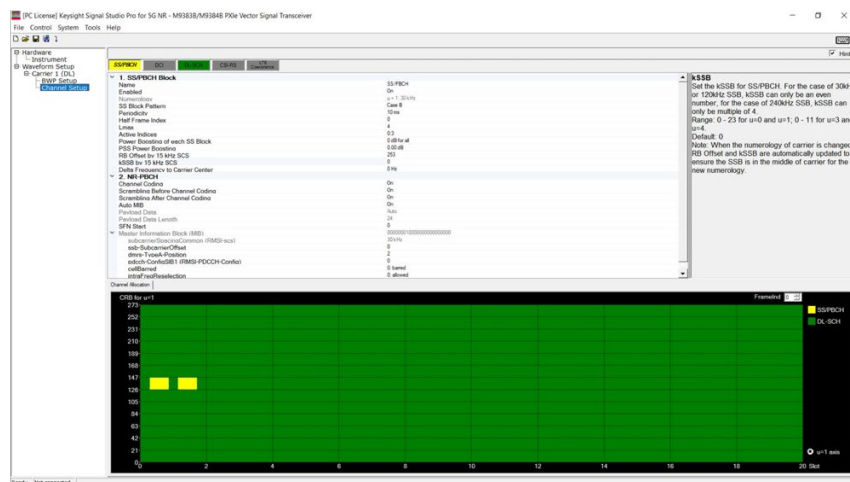 [PC License] Keysight Signal Studio Pro for 5G NR - M9383B/M9384B PXIe Vector Signal Transceiver
File Control System Tools Help
Hardware
Instrument
Waveform Setup
Carrier 1 (DL)
BWP Setup
Channel Setup
SS/PBCH DCI DL-SCH CSI-RS LTE Coexistence
1. SS/PBCH Block
Name SS/PBCH
Enabled On
Numerology μ = 1: 30 kHz
SS Block Pattern Case B
Periodicity 10 ms
Half Frame Index 0
Lmax 4
Active Indices 0:3
Power Boosting of each SS Block 0 dB for all
PSS Power Boosting 0.00 dB
RB Offset by 15 kHz SCS 253
kSSB by 15 kHz SCS 0
Delta Frequency to Carrier Center 0 Hz
2. NR-PBCH
Channel Coding On
Scrambling Before Channel Coding On
Scrambling After Channel Coding On
Auto MIB On
Payload Data Auto
Payload Data Length 24
SFN Start 0
Master Information Block (MIB)
subcarrierSpacingCommon (RMSI-scs) 30 kHz
ssb-SubcarrierOffset 0
dmrs-TypeA-Position 2
pdcch-ConfigSIB1 (RMSI-PDCCH-Config) 0
cellBarred 0: barred
intraFreqReselection 0: allowed
kSSB
Set the kSSB for SS/PBCH. For the case of 30kH
or 120kHz SSB, kSSB can only be an even
number, for the case of 240kHz SSB, kSSB can
only be multiple of 4.
Range: 0 - 23 for u=0 and u=1; 0 - 11 for u=3 and
u=4.
Default: 0
Note: When the numerology of carrier is changed
RB Offset and kSSB are automatically updated to
ensure the SSB is in the middle of carrier for the
new numerology.
Channel Allocation
CRB for u=1
FrameInd 0
SS/PBCH
DL-SCH
273
252
231
210
189
168
147
126
105
84
63
42
21
0
u=1 axis
0 2 4 6 8 10 12 14 16 18 20 Slot